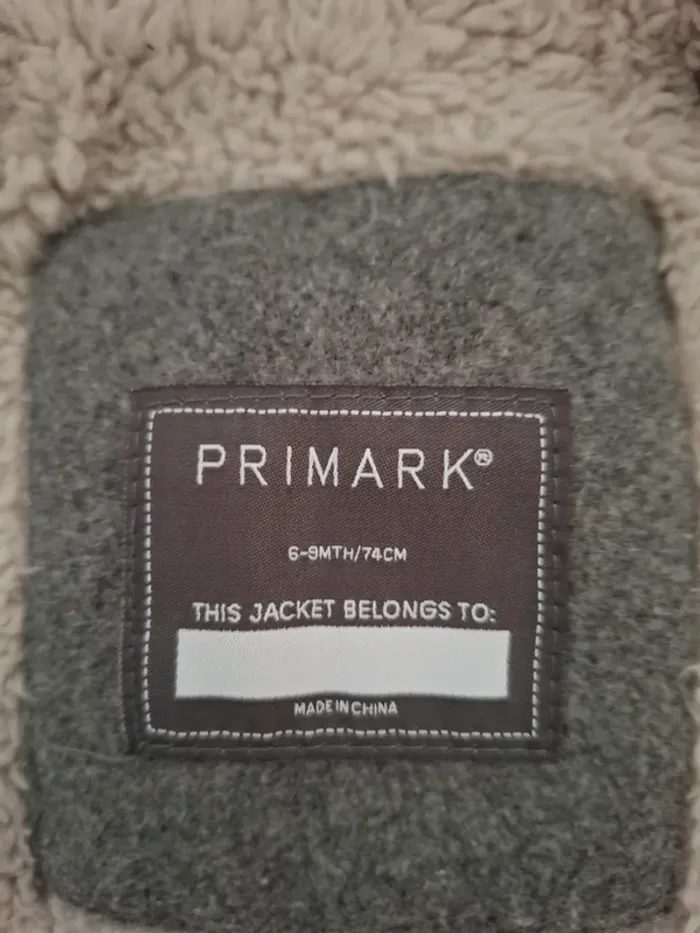 PRIMARK®
6-9MTH/74CM
THIS JACKET BELONGS TO:
MADE IN CHINA